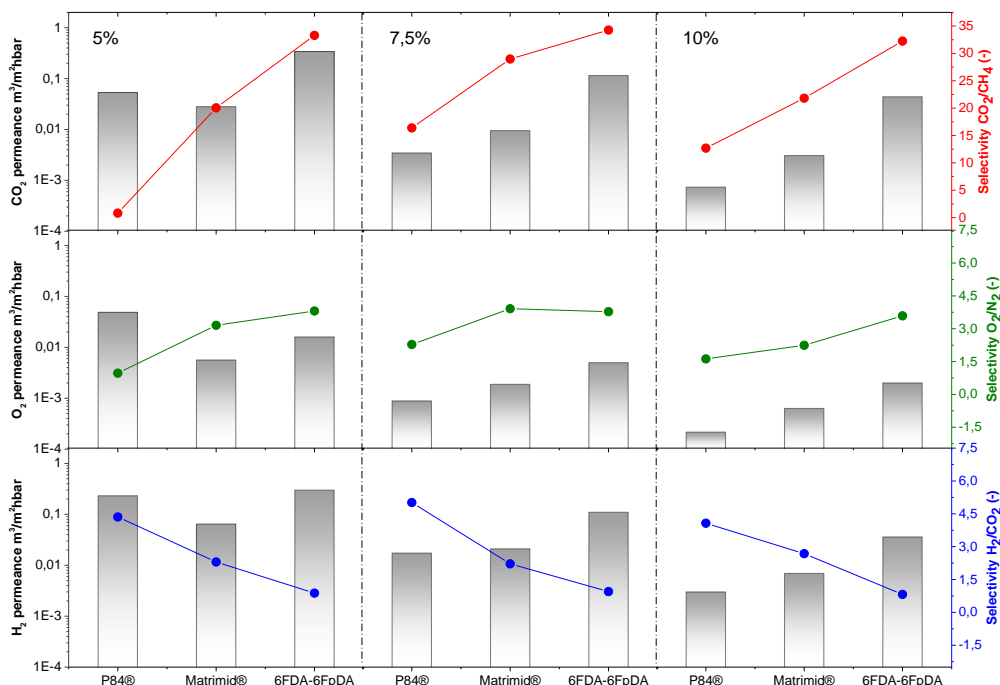 5%
7,5%
10%
CO2 permeance m3/m2hbar
1
0,1
0,01
1E-3
1E-4
35
30
25
20
15
10
5
0
Selectivity CO2/CH4 (-)
O2 permeance m3/m2hbar
1
0,1
0,01
1E-3
1E-4
7,5
6,0
4,5
3,0
1,5
0,0
-1,5
Selectivity O2/N2 (-)
H2 permeance m3/m2hbar
1
0,1
0,01
1E-3
1E-4
7,5
6,0
4,5
3,0
1,5
0,0
-1,5
Selectivity H2/CO2 (-)
P84® Matrimid® 6FDA-6FpDA P84® Matrimid® 6FDA-6FpDA P84® Matrimid® 6FDA-6FpDA